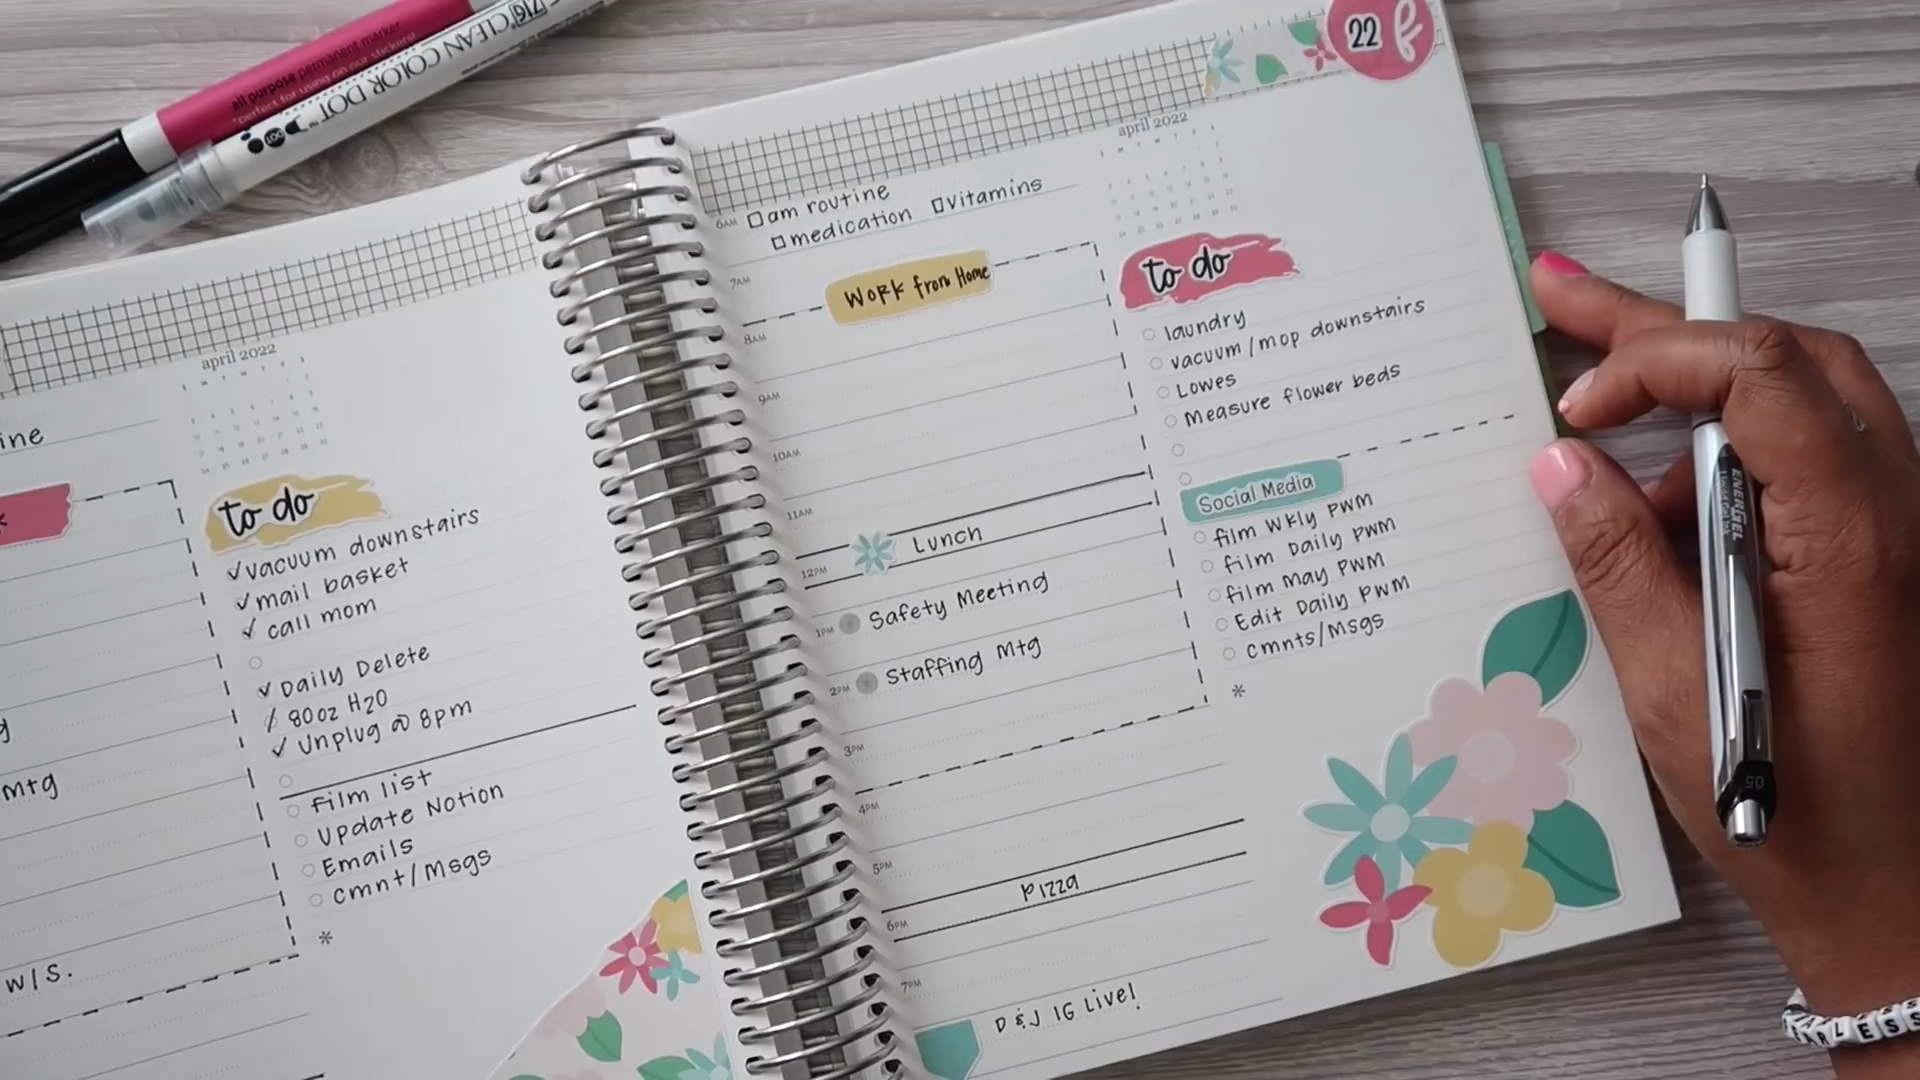 all purpose permanent marker
*perfect for using on our stickers!
ZIG CLEAN COLOR DOT
DOT
ine
april 2022
to do
✓ vacuum downstairs
✓ mail basket
✓ call mom
✓ Daily Delete
/ 80oz H20
✓ Unplug @ 8pm
Film list
Update Notion
Emails
Cmnt/Msgs
*
Mtg
w/s.
22 f
april 2022
6AM
am routine
medication
vitamins
7AM
Work from Home
8AM
9AM
10AM
11AM
Lunch
12PM
1PM
Safety Meeting
2PM
Staffing Mtg
3PM
4PM
5PM
Pizza
6PM
7PM
D & J IG Live!
to do
laundry
vacuum/mop downstairs
Lowes
Measure flower beds
Social Media
film Wkly pwm
film Daily pwm
film May pwm
Edit Daily pwm
cmnts/Msgs
*
ENERGEL
05
ARLESS